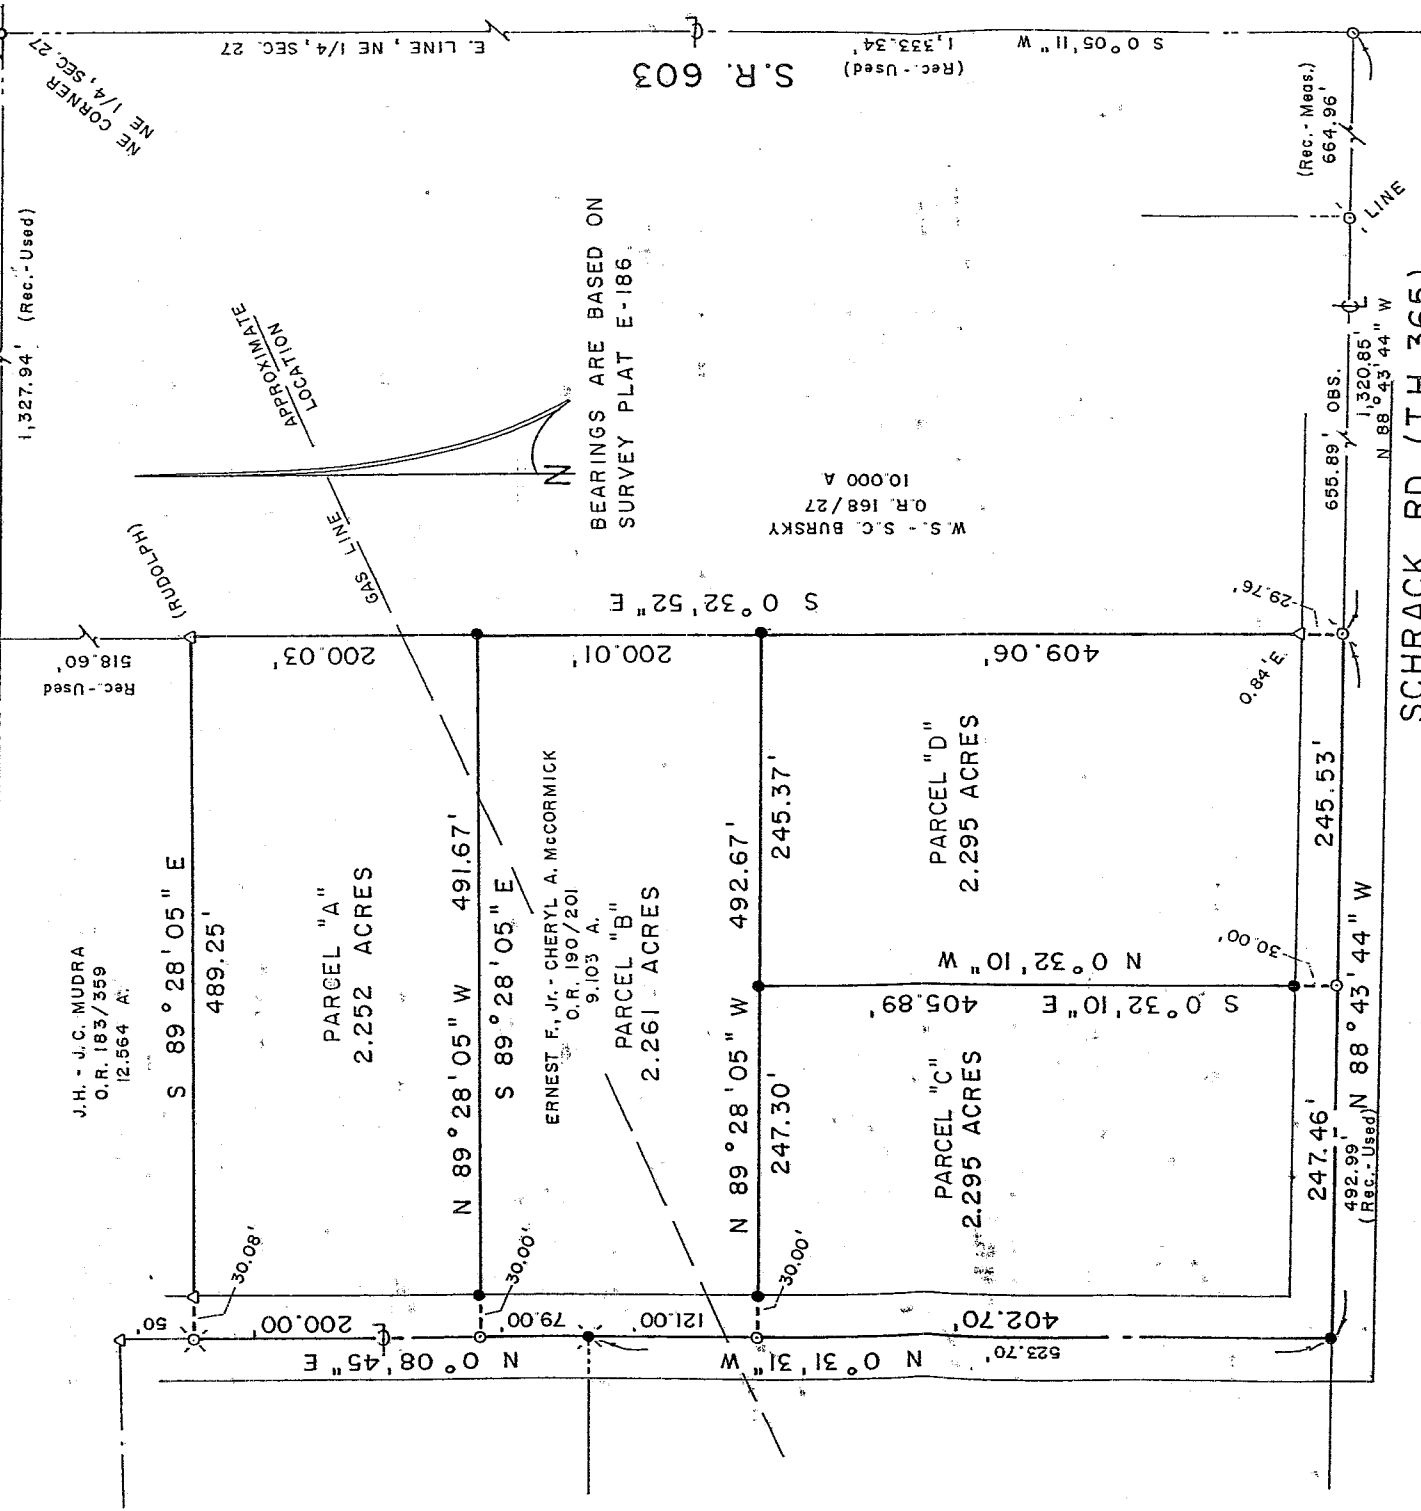 NE CORNER
NE 1/4, SEC. 27
E. LINE, NE 1/4, SEC. 27
S.R. 603
(Rec.-Used)
1,333.34'
S 0°05'11" W
1,327.94' (Rec.-Used)
(Rec.-Meas.)
664.96'
LINE
APPROXIMATE
LOCATION
GAS LINE
N
BEARINGS ARE BASED ON
SURVEY PLAT E-186
W.S. - S.C. BURSKY
O.R. 168/27
10.000 A
655.89' OBS.
1,320.85'
N 88°43'44" W
SCHRACK RD (T.H. 365)
(RUDOLPH)
Rec.-Used
518.60'
S 0°32'52" E
200.03'
200.01'
409.06'
29.76'
0.84' E
J.H. - J.C. MUDRA
O.R. 183/359
12.564 A.
S 89°28'05" E
489.25'
PARCEL "A"
2.252 ACRES
N 89°28'05" W 491.67'
S 89°28'05" E
ERNEST F., Jr. - CHERYL A. McCORMICK
O.R. 190/201
9.103 A.
PARCEL "B"
2.261 ACRES
N 89°28'05" W 492.67'
247.30'
245.37'
PARCEL "D"
2.295 ACRES
N 0°32'10" W
S 0°32'10" E 405.89'
30.00'
PARCEL "C"
2.295 ACRES
245.53'
247.46'
N 88°43'44" W
492.99'
(Rec.-Used)
30.08'
30.00'
30.00'
50'
200.00'
79.00'
121.00'
402.70'
N 0°08'45" E
N 0°31'31" W
523.70'